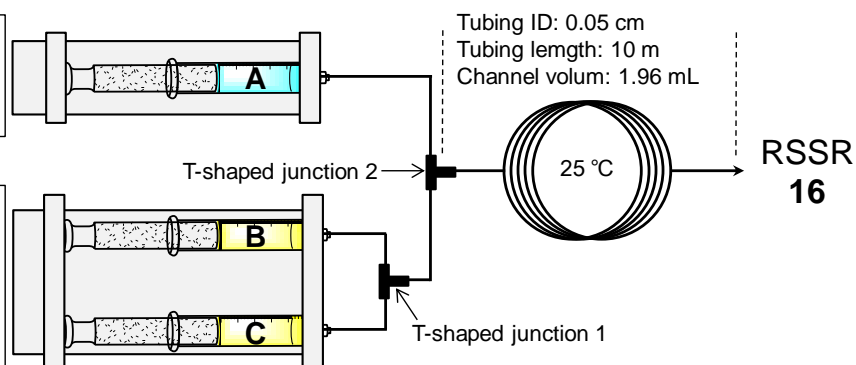 Tubing ID: 0.05 cm
Tubing length: 10 m
Channel volum: 1.96 mL
A
T-shaped junction 2
25 °C
RSSR
16
B
C
T-shaped junction 1